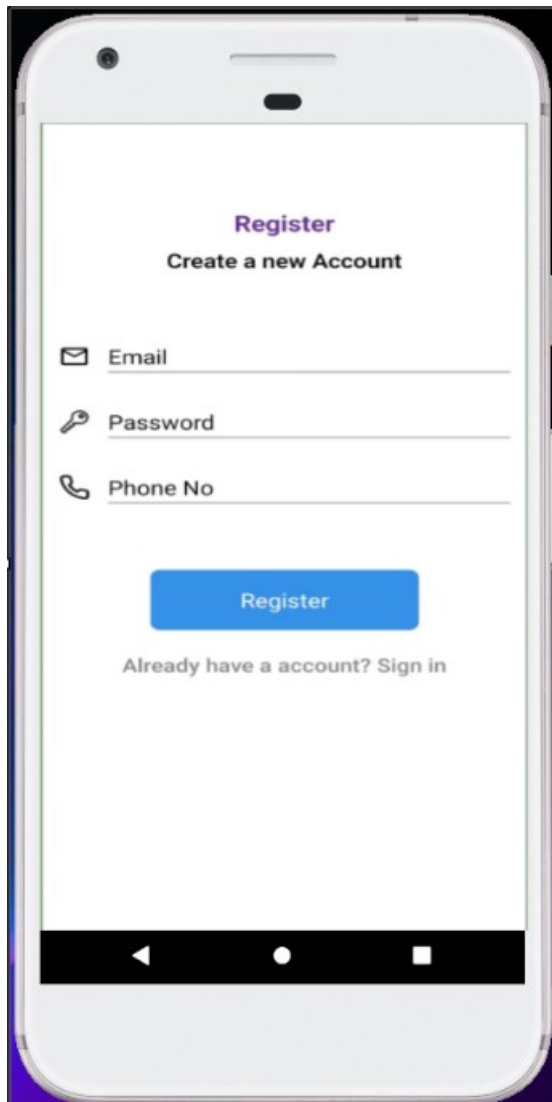 Register
Create a new Account
Email
Password
Phone No
Register
Already have a account? Sign in